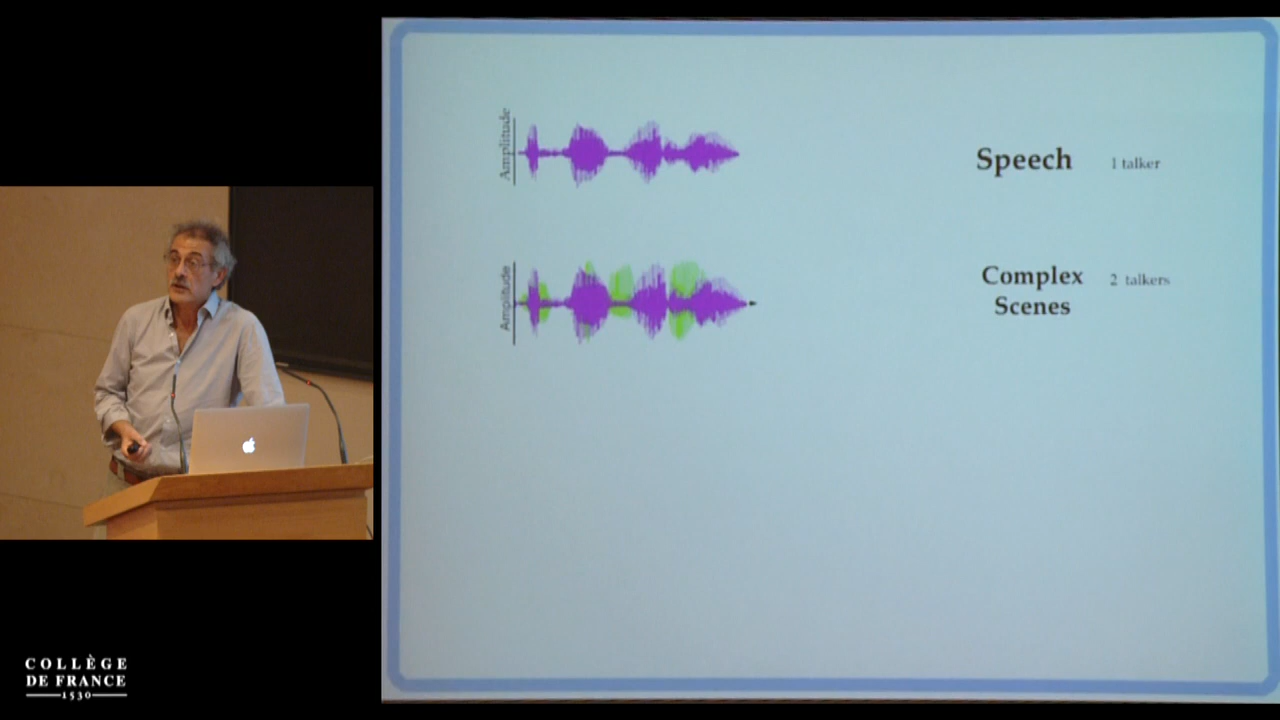 Amplitude
Speech 1 talker
Amplitude
Complex 2 talkers
Scenes
COLLÈGE
DE FRANCE
1530